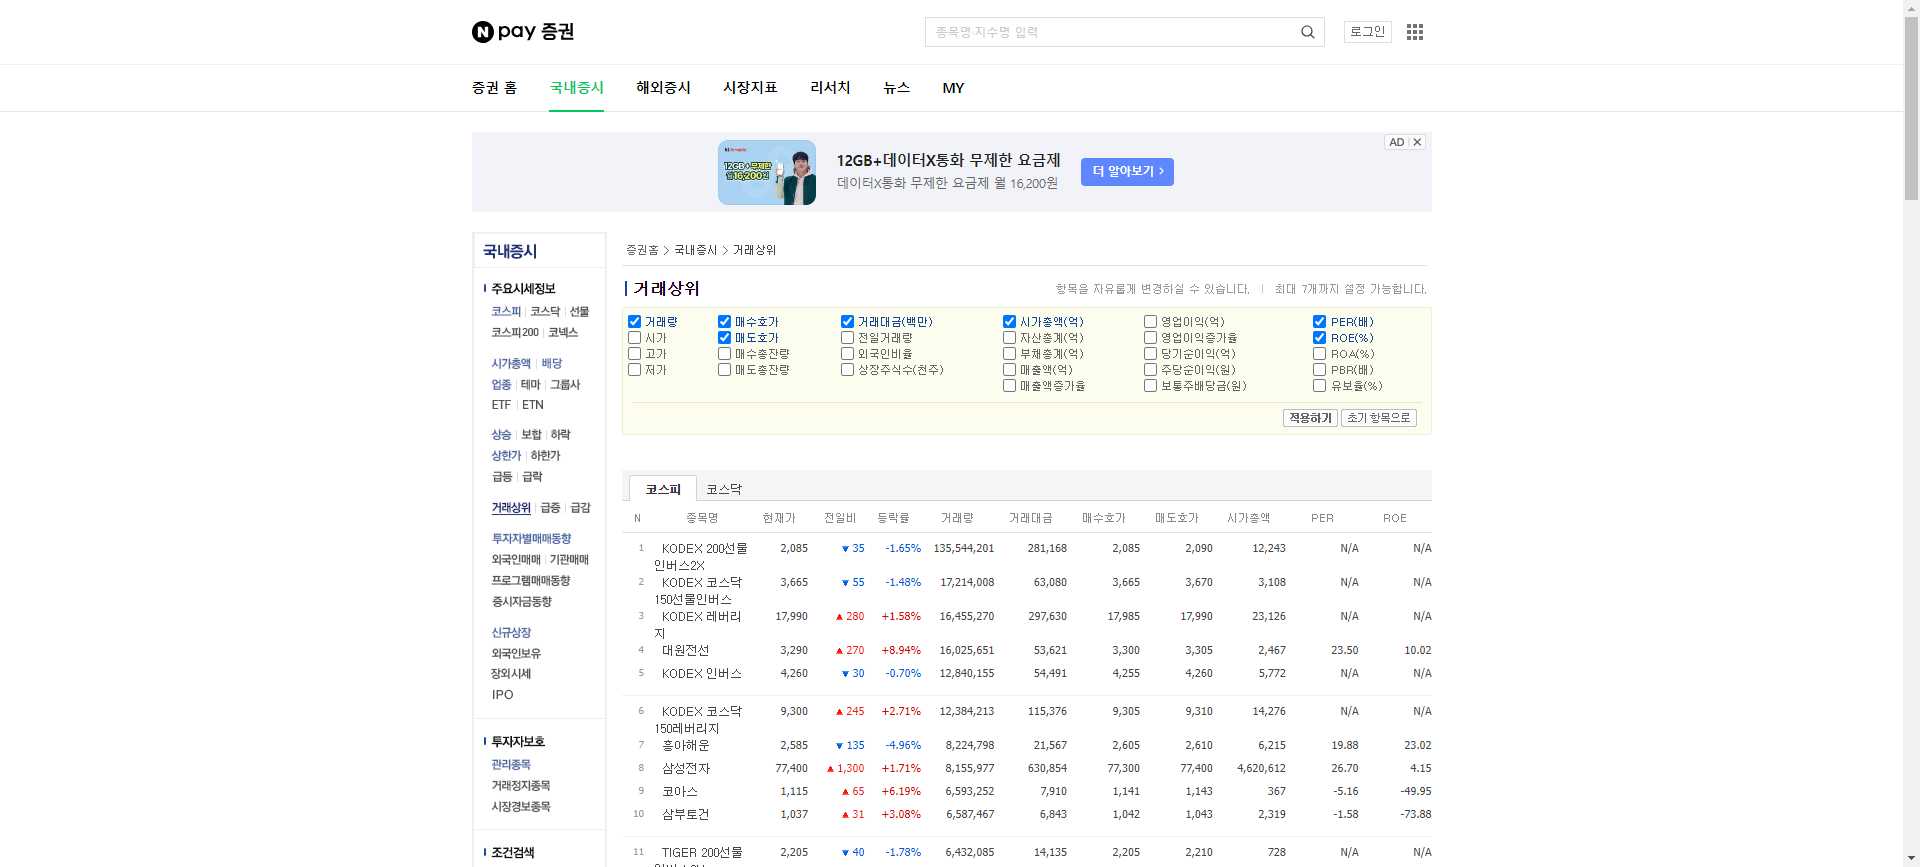 N pay 증권
종목명·지수명 입력
로그인
증권 홈 국내증시 해외증시 시장지표 리서치 뉴스 MY
12GB+무제한
월16,200원
12GB+데이터X통화 무제한 요금제
데이터X통화 무제한 요금제 월 16,200원
더 알아보기 >
AD X
국내증시
주요시세정보
코스피 코스닥 선물
코스피200 코넥스
시가총액 배당
업종 테마 그룹사
ETF ETN
상승 보합 하락
상한가 하한가
급등 급락
거래상위 급증 급감
투자자별매매동향
외국인매매 기관매매
프로그램매매동향
증시자금동향
신규상장
외국인보유
장외시세
IPO
투자자보호
관리종목
거래정지종목
시장경보종목
조건검색
증권홈 > 국내증시 > 거래상위
거래상위
항목을 자유롭게 변경하실 수 있습니다. 최대 7개까지 설정 가능합니다.
거래량 매수호가 거래대금(백만) 시가총액(억) 영업이익(억) PER(배)
시가 매도호가 전일거래량 자산총계(억) 영업이익증가율 ROE(%)
고가 매수총잔량 외국인비율 부채총계(억) 당기순이익(억) ROA(%)
저가 매도총잔량 상장주식수(천주) 매출액(억) 주당순이익(원) PBR(배)
매출액증가율 보통주배당금(원) 유보율(%)
적용하기 초기 항목으로
코스피 코스닥
N 종목명 현재가 전일비 등락률 거래량 거래대금 매수호가 매도호가 시가총액 PER ROE
1 KODEX 200선물인버스2X 2,085 ▼ 35 -1.65% 135,544,201 281,168 2,085 2,090 12,243 N/A N/A
2 KODEX 코스닥150선물인버스 3,665 ▼ 55 -1.48% 17,214,008 63,080 3,665 3,670 3,108 N/A N/A
3 KODEX 레버리지 17,990 ▲ 280 +1.58% 16,455,270 297,630 17,985 17,990 23,126 N/A N/A
4 대원전선 3,290 ▲ 270 +8.94% 16,025,651 53,621 3,300 3,305 2,467 23.50 10.02
5 KODEX 인버스 4,260 ▼ 30 -0.70% 12,840,155 54,491 4,255 4,260 5,772 N/A N/A
6 KODEX 코스닥150레버리지 9,300 ▲ 245 +2.71% 12,384,213 115,376 9,305 9,310 14,276 N/A N/A
7 흥아해운 2,585 ▼ 135 -4.96% 8,224,798 21,567 2,605 2,610 6,215 19.88 23.02
8 삼성전자 77,400 ▲ 1,300 +1.71% 8,155,977 630,854 77,300 77,400 4,620,612 26.70 4.15
9 코아스 1,115 ▲ 65 +6.19% 6,593,252 7,910 1,141 1,143 367 -5.16 -49.95
10 삼부토건 1,037 ▲ 31 +3.08% 6,587,467 6,843 1,042 1,043 2,319 -1.58 -73.88
11 TIGER 200선물 2,205 ▼ 40 -1.78% 6,432,085 14,135 2,205 2,210 728 N/A N/A